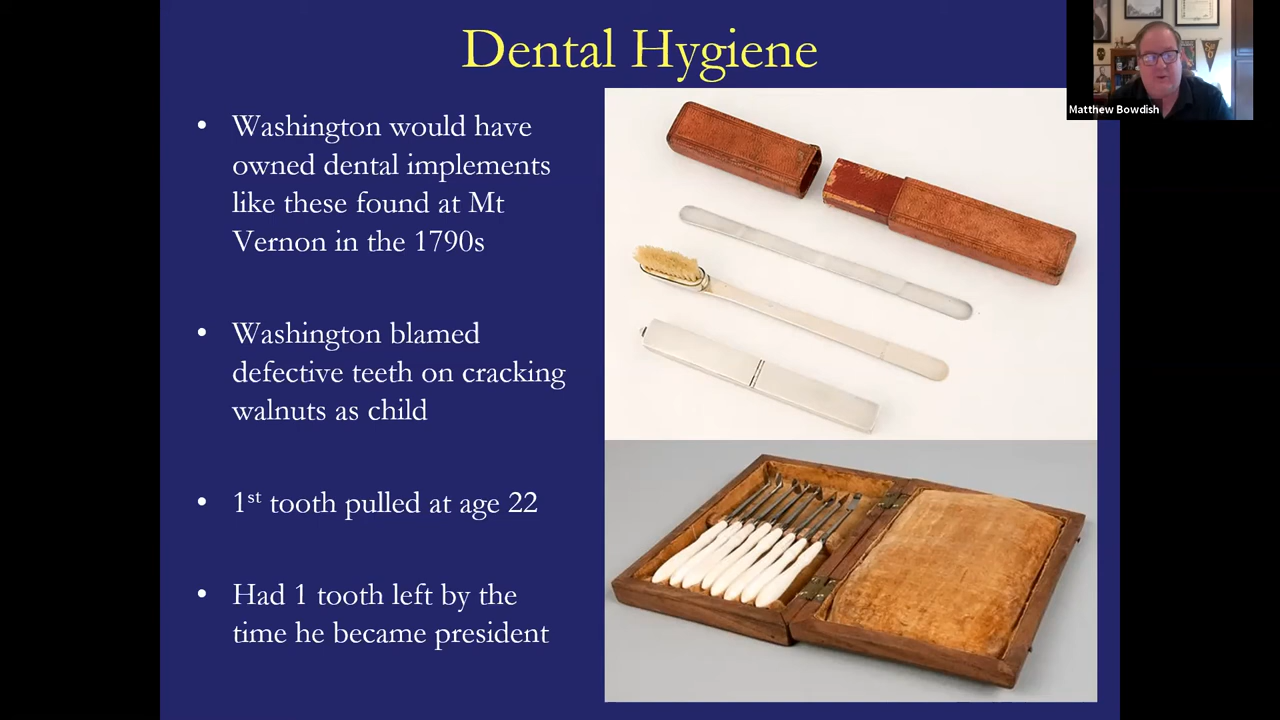 Dental Hygiene
Matthew Bowdish
• Washington would have
owned dental implements
like these found at Mt
Vernon in the 1790s
• Washington blamed
defective teeth on cracking
walnuts as child
• 1st tooth pulled at age 22
• Had 1 tooth left by the
time he became president